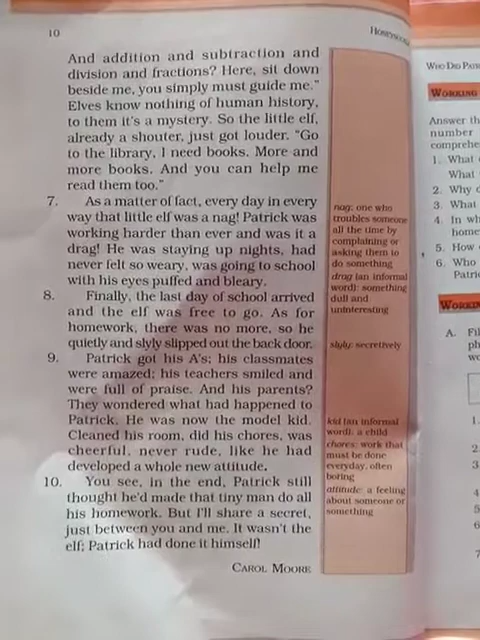 10
HONEYSUCKLE
And addition and subtraction and
division and fractions? Here, sit down
beside me, you simply must guide me."
Elves know nothing of human history,
to them it's a mystery. So the little elf,
already a shouter, just got louder. "Go
to the library, I need books. More and
more books. And you can help me
read them too."
7. As a matter of fact, every day in every
way that little elf was a nag! Patrick was
working harder than ever and was it a
drag! He was staying up nights, had
never felt so weary, was going to school
with his eyes puffed and bleary.
8. Finally, the last day of school arrived
and the elf was free to go. As for
homework, there was no more, so he
quietly and slyly slipped out the back door.
9. Patrick got his A's; his classmates
were amazed; his teachers smiled and
were full of praise. And his parents?
They wondered what had happened to
Patrick. He was now the model kid.
Cleaned his room, did his chores, was
cheerful, never rude, like he had
developed a whole new attitude.
10. You see, in the end, Patrick still
thought he'd made that tiny man do all
his homework. But I'll share a secret,
just between you and me. It wasn't the
elf; Patrick had done it himself!
CAROL MOORE
nag: one who
troubles someone
all the time by
complaining or
asking them to
do something
drag (an informal
word): something
dull and
uninteresting
slyly: secretively
kid (an informal
word): a child
chores: work that
must be done
everyday, often
boring
attitude: a feeling
about someone or
something
WHO DID
WORKING
Answer
number
1. What
What
2. Why
3. What
4. In
home
5. How
6. Who
A.
1.
2.
3.
4
5
6
7